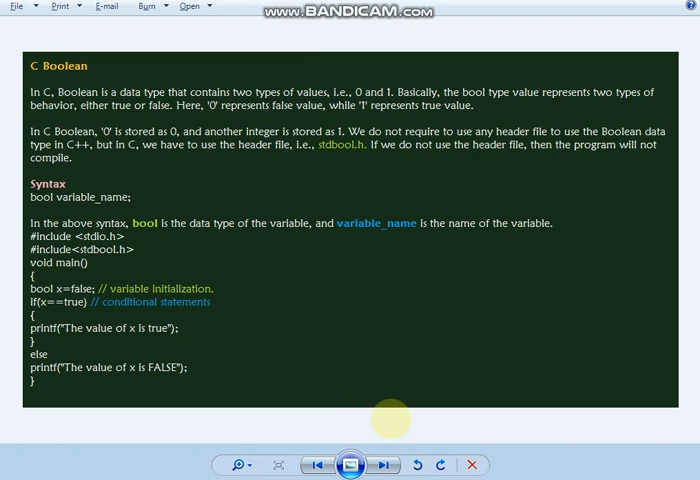 File Print E-mail Burn Open
www.BANDICAM.com
C Boolean
In C, Boolean is a data type that contains two types of values, i.e., 0 and 1. Basically, the bool type value represents two types of
behavior, either true or false. Here, '0' represents false value, while '1' represents true value.
In C Boolean, '0' is stored as 0, and another integer is stored as 1. We do not require to use any header file to use the Boolean data
type in C++, but in C, we have to use the header file, i.e., stdbool.h. If we do not use the header file, then the program will not
compile.
Syntax
bool variable_name;
In the above syntax, bool is the data type of the variable, and variable_name is the name of the variable.
#include <stdio.h>
#include<stdbool.h>
void main()
{
bool x=false; // variable initialization.
if(x==true) // conditional statements
{
printf("The value of x is true");
}
else
printf("The value of x is FALSE");
}